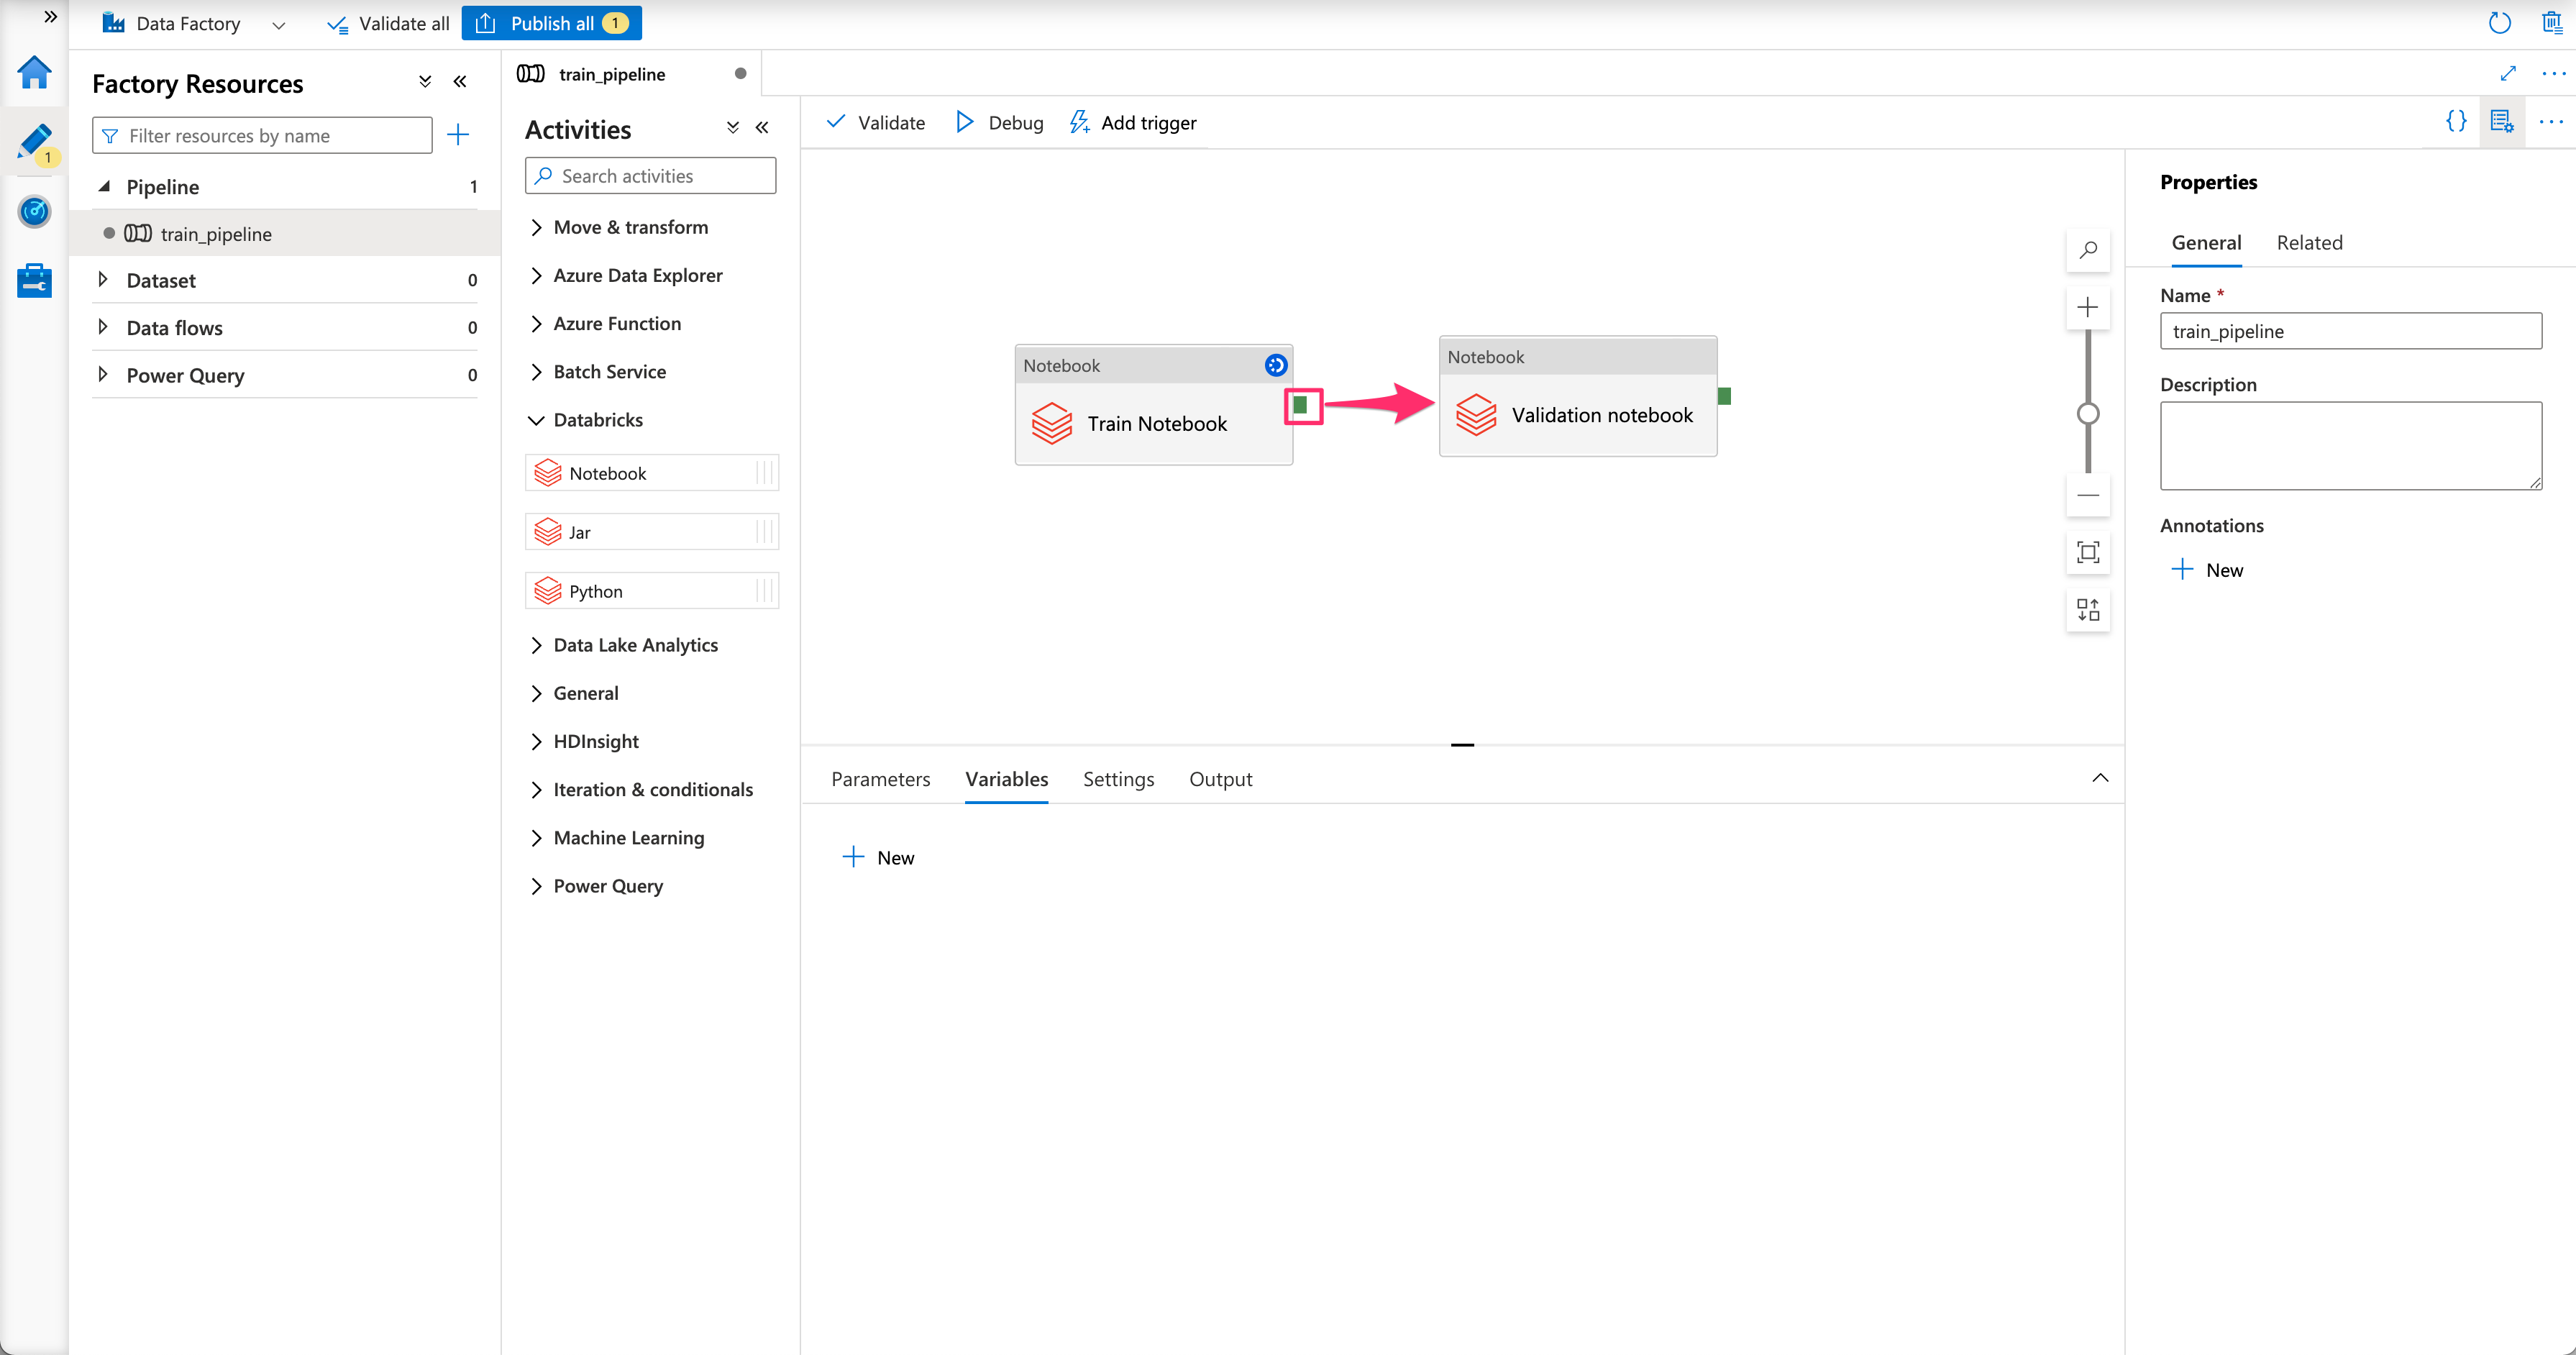 Data Factory
Validate all
Publish all 1
Factory Resources
Filter resources by name
1
Pipeline 1
train_pipeline
Dataset 0
Data flows 0
Power Query 0
train_pipeline
Activities
Search activities
Move & transform
Azure Data Explorer
Azure Function
Batch Service
Databricks
Notebook
Jar
Python
Data Lake Analytics
General
HDInsight
Iteration & conditionals
Machine Learning
Power Query
Validate
Debug
Add trigger
{}
Notebook
Train Notebook
Notebook
Validation notebook
Parameters
Variables
Settings
Output
New
Properties
General
Related
Name *
train_pipeline
Description
Annotations
New